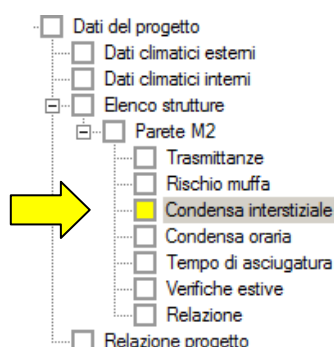 Dati del progetto
Dati climatici esterni
Dati climatici interni
Elenco strutture
Parete M2
Trasmittanze
Rischio muffa
Condensa interstiziale
Condensa oraria
Tempo di asciugatura
Verifiche estive
Relazione
Relazione progetto